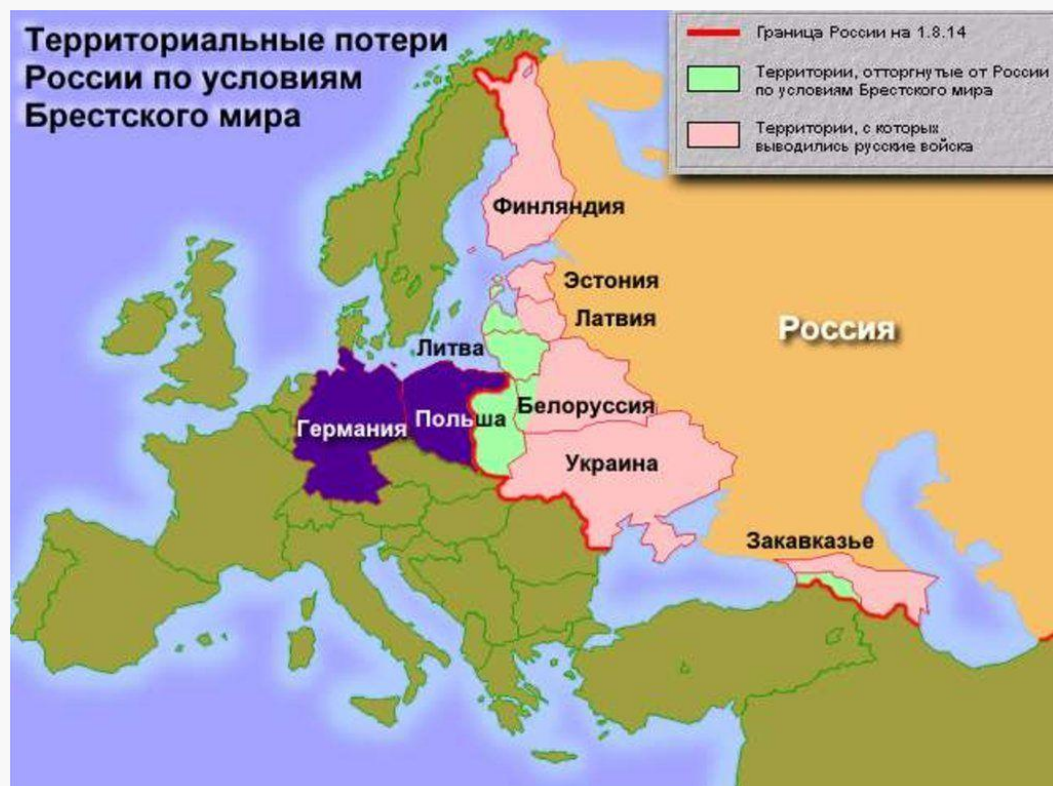 Территориальные потери
России по условиям
Брестского мира
Граница России на 1.8.14
Территории, отторгнутые от России
по условиям Брестского мира
Территории, с которых
выводились русские войска
Финляндия
Эстония
Латвия
Россия
Литва
Белоруссия
Польша
Германия
Украина
Закавказье